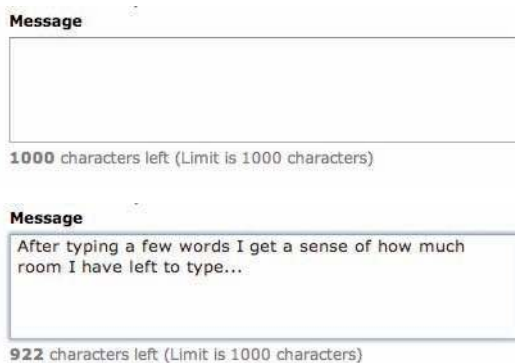 Message
1000 characters left (Limit is 1000 characters)
Message
After typing a few words I get a sense of how much
room I have left to type...
922 characters left (Limit is 1000 characters)